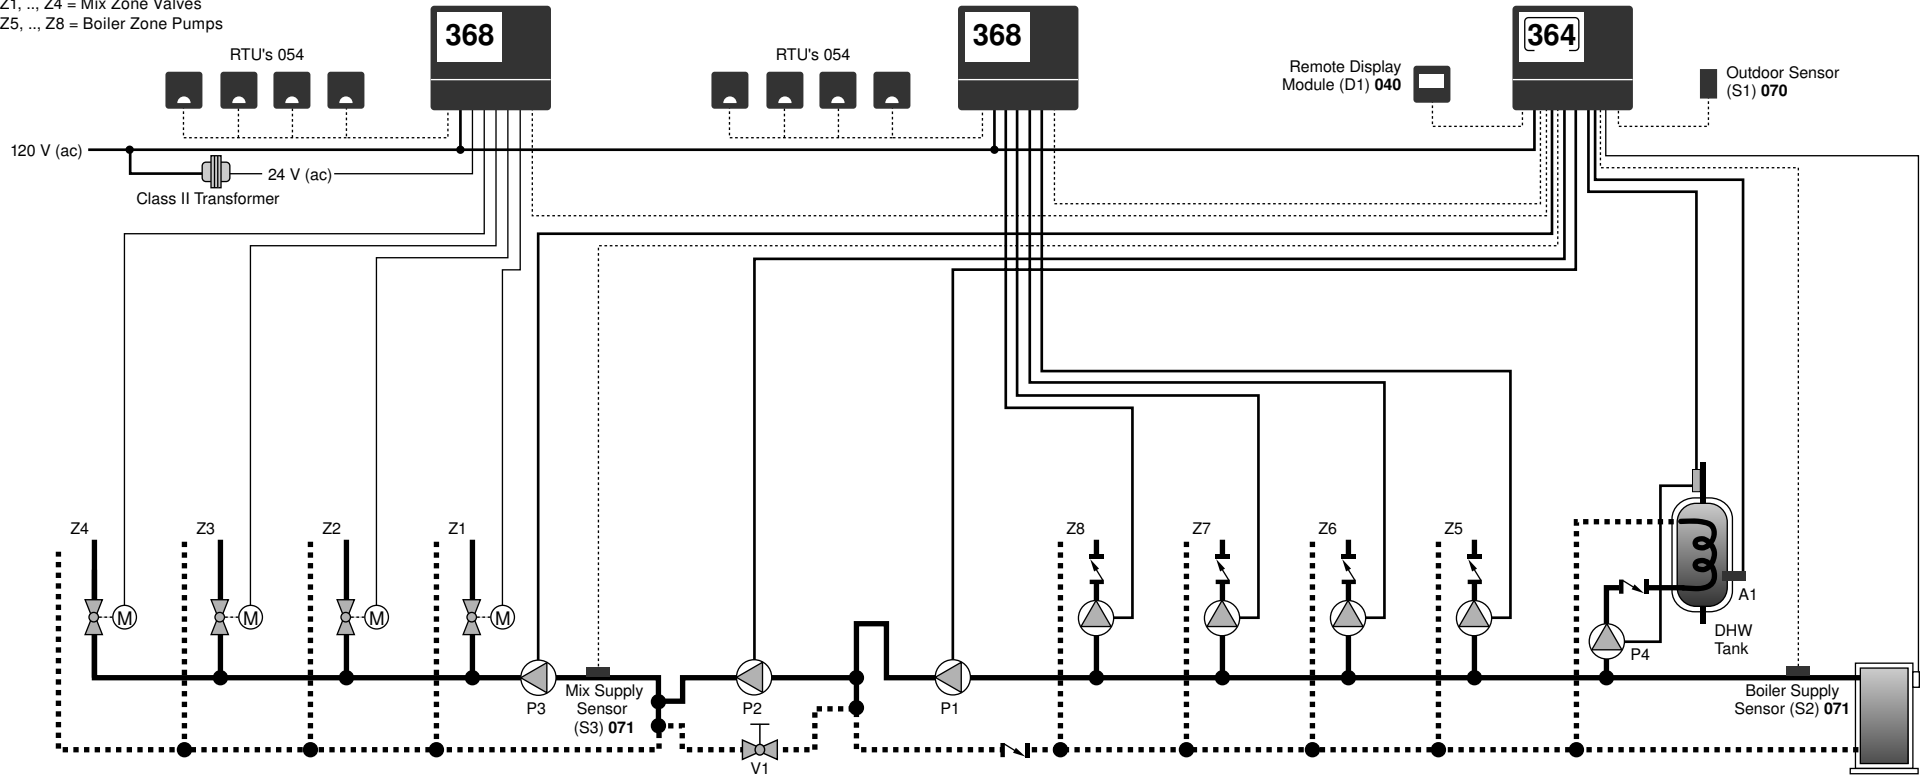 Z1, .., Z4 = Mix Zone Valves
Z5, .., Z8 = Boiler Zone Pumps
RTU's 054
368
RTU's 054
368
Remote Display
Module (D1) 040
364
Outdoor Sensor
(S1) 070
120 V (ac)
24 V (ac)
Class II Transformer
Z4
M
Z3
M
Z2
M
Z1
M
P3
Mix Supply
Sensor
(S3) 071
P2
V1
P1
Z8
Z7
Z6
Z5
P4
A1
DHW
Tank
Boiler Supply
Sensor (S2) 071